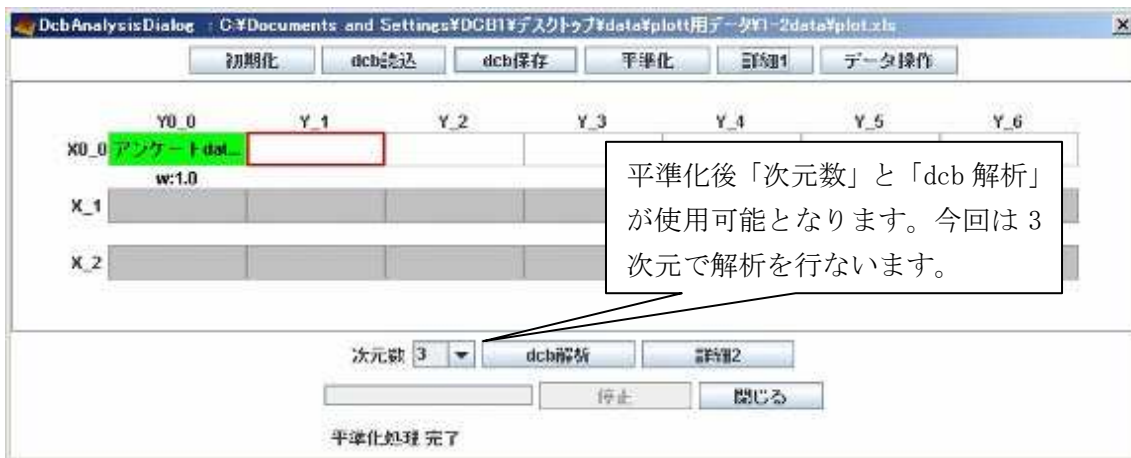 DcbAnalysisDialog : C:¥Documents and Settings¥DCB1¥デスクトップ¥data¥plott用データ¥1-2data¥plot.xls
初期化 dcb読込 dcb保存 平準化 詳細1 データ操作
Y0_0 Y_1 Y_2 Y_3 Y_4 Y_5 Y_6
X0_0 アンケートdat...
w:1.0
X_1
X_2
平準化後「次元数」と「dcb 解析」
が使用可能となります。今回は 3
次元で解析を行ないます。
次元数 3 dcb解析 詳細2
停止 閉じる
平準化処理 完了